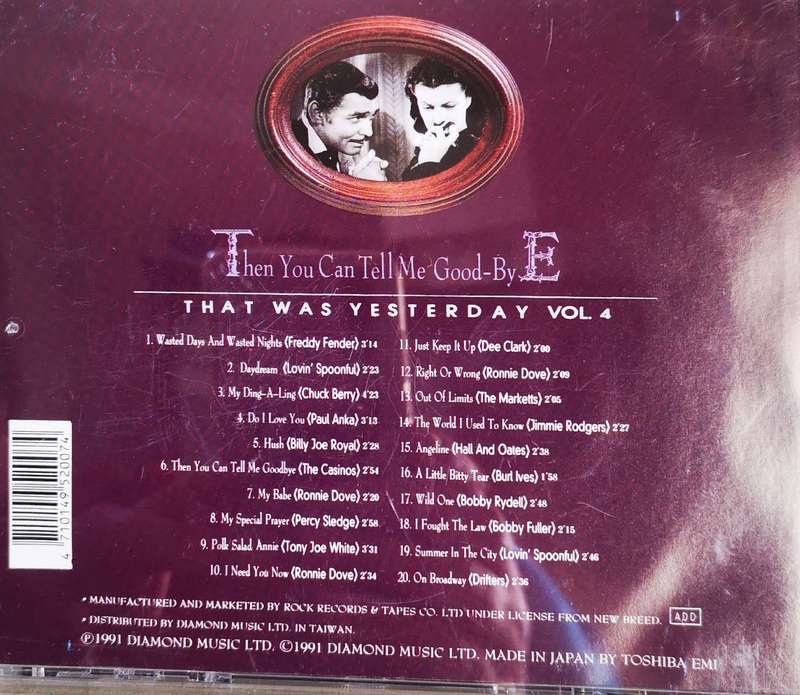 Then You Can Tell Me Good-ByE
THAT WAS YESTERDAY VOL. 4
1. Wasted Days And Wasted Nights (Freddy Fender) 3'14
2. Daydream (Lovin' Spoonful) 2'23
3. My Ding-A-Ling (Chuck Berry) 4'23
4. Do I Love You (Paul Anka) 3'13
5. Hush (Billy Joe Royal) 2'28
6. Then You Can Tell Me Goodbye (The Casinos) 2'54
7. My Babe (Ronnie Dove) 2'20
8. My Special Prayer (Percy Sledge) 2'58
9. Polk Salad Annie (Tony Joe White) 3'31
10. I Need You Now (Ronnie Dove) 2'34
11. Just Keep It Up (Dee Clark) 2'00
12. Right Or Wrong (Ronnie Dove) 2'09
13. Out Of Limits (The Marketts) 2'05
14. The World I Used To Know (Jimmie Rodgers) 2'27
15. Angeline (Hall And Oates) 2'38
16. A Little Bitty Tear (Burl Ives) 1'58
17. Wild One (Bobby Rydell) 2'48
18. I Fought The Law (Bobby Fuller) 2'15
19. Summer In The City (Lovin' Spoonful) 2'46
20. On Broadway (Drifters) 2'36
4 710149 520074
* MANUFACTURED AND MARKETED BY ROCK RECORDS & TAPES CO. LTD UNDER LICENSE FROM NEW BREED. ADD
* DISTRIBUTED BY DIAMOND MUSIC LTD. IN TAIWAN.
℗1991 DIAMOND MUSIC LTD. ©1991 DIAMOND MUSIC LTD. MADE IN JAPAN BY TOSHIBA EMI